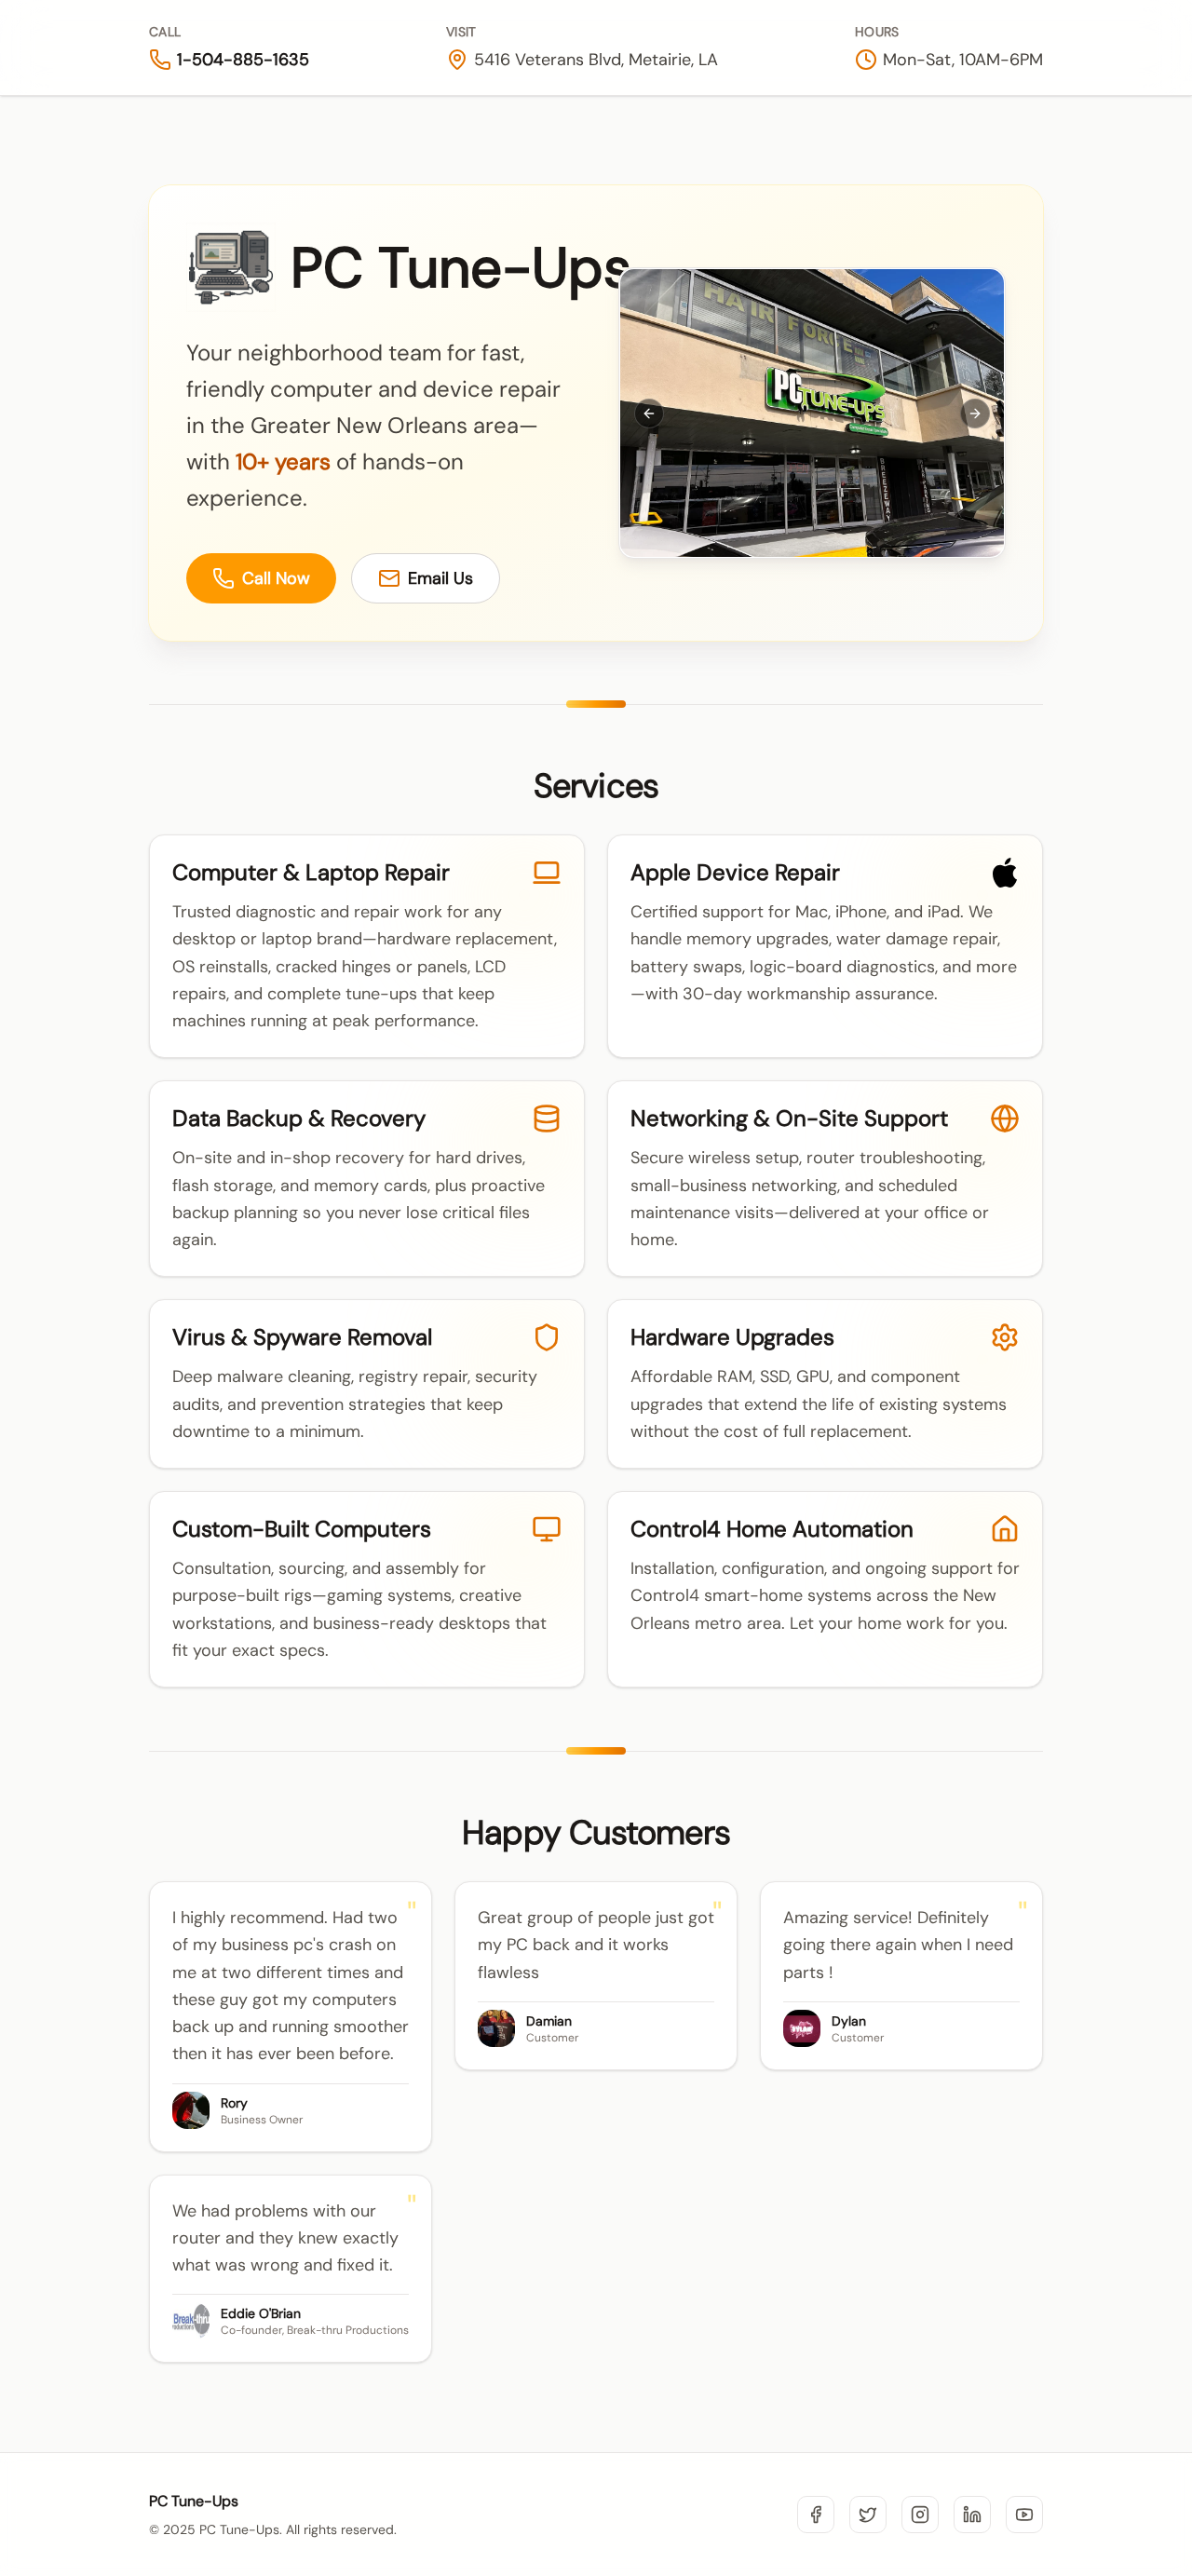 CALL
1-504-885-1635
VISIT
5416 Veterans Blvd, Metairie, LA
HOURS
Mon-Sat, 10AM-6PM
PC Tune-Ups
Your neighborhood team for fast,
friendly computer and device repair
in the Greater New Orleans area—
with 10+ years of hands-on
experience.
HAIR FORCE
PC
TUNE-UPS
BREEZEWAY
Call Now
Email Us
Services
Computer & Laptop Repair
Trusted diagnostic and repair work for any
desktop or laptop brand—hardware replacement,
OS reinstalls, cracked hinges or panels, LCD
repairs, and complete tune-ups that keep
machines running at peak performance.
Apple Device Repair
Certified support for Mac, iPhone, and iPad. We
handle memory upgrades, water damage repair,
battery swaps, logic-board diagnostics, and more
—with 30-day workmanship assurance.
Data Backup & Recovery
On-site and in-shop recovery for hard drives,
flash storage, and memory cards, plus proactive
backup planning so you never lose critical files
again.
Networking & On-Site Support
Secure wireless setup, router troubleshooting,
small-business networking, and scheduled
maintenance visits—delivered at your office or
home.
Virus & Spyware Removal
Deep malware cleaning, registry repair, security
audits, and prevention strategies that keep
downtime to a minimum.
Hardware Upgrades
Affordable RAM, SSD, GPU, and component
upgrades that extend the life of existing systems
without the cost of full replacement.
Custom-Built Computers
Consultation, sourcing, and assembly for
purpose-built rigs—gaming systems, creative
workstations, and business-ready desktops that
fit your exact specs.
Control4 Home Automation
Installation, configuration, and ongoing support for
Control4 smart-home systems across the New
Orleans metro area. Let your home work for you.
Happy Customers
"
I highly recommend. Had two
of my business pc's crash on
me at two different times and
these guy got my computers
back up and running smoother
then it has ever been before.
Rory
Business Owner
"
Great group of people just got
my PC back and it works
flawless
Damian
Customer
"
Amazing service! Definitely
going there again when I need
parts !
DYLAN
Dylan
Customer
"
We had problems with our
router and they knew exactly
what was wrong and fixed it.
Break-thru
Eddie O'Brian
Co-founder, Break-thru Productions
PC Tune-Ups
© 2025 PC Tune-Ups. All rights reserved.